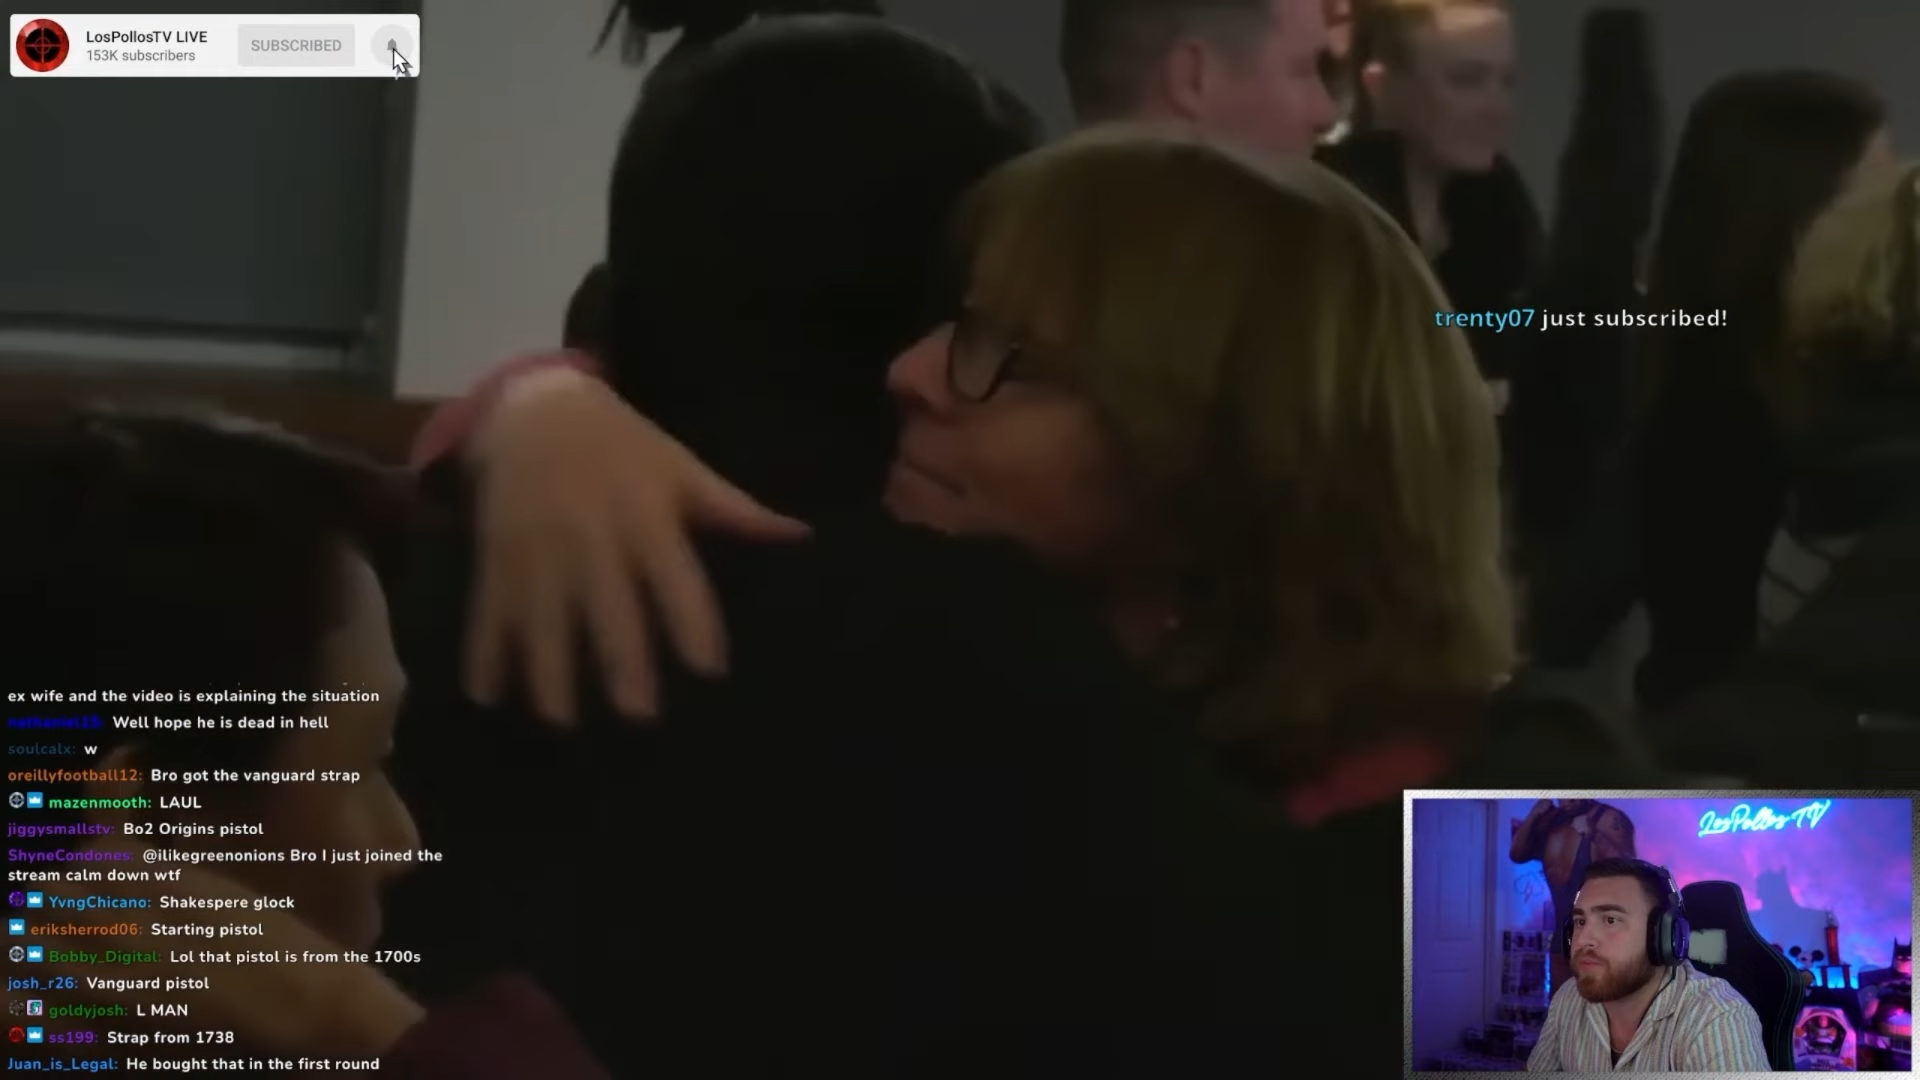 LosPollosTV LIVE
153K subscribers
SUBSCRIBED
trenty07 just subscribed!
ex wife and the video is explaining the situation
Well hope he is dead in hell
soulcalx: w
oreillyfootball12: Bro got the vanguard strap
mazenmooth: LAUL
jiggysmallstv: Bo2 Origins pistol
ShyneCondones: @ilikegreenonions Bro I just joined the
stream calm down wtf
YvngChicano: Shakespere glock
eriksherrod06: Starting pistol
Bobby_Digital: Lol that pistol is from the 1700s
josh_r26: Vanguard pistol
goldyjosh: L MAN
ss199: Strap from 1738
Juan_is_Legal: He bought that in the first round
LosPollos TV